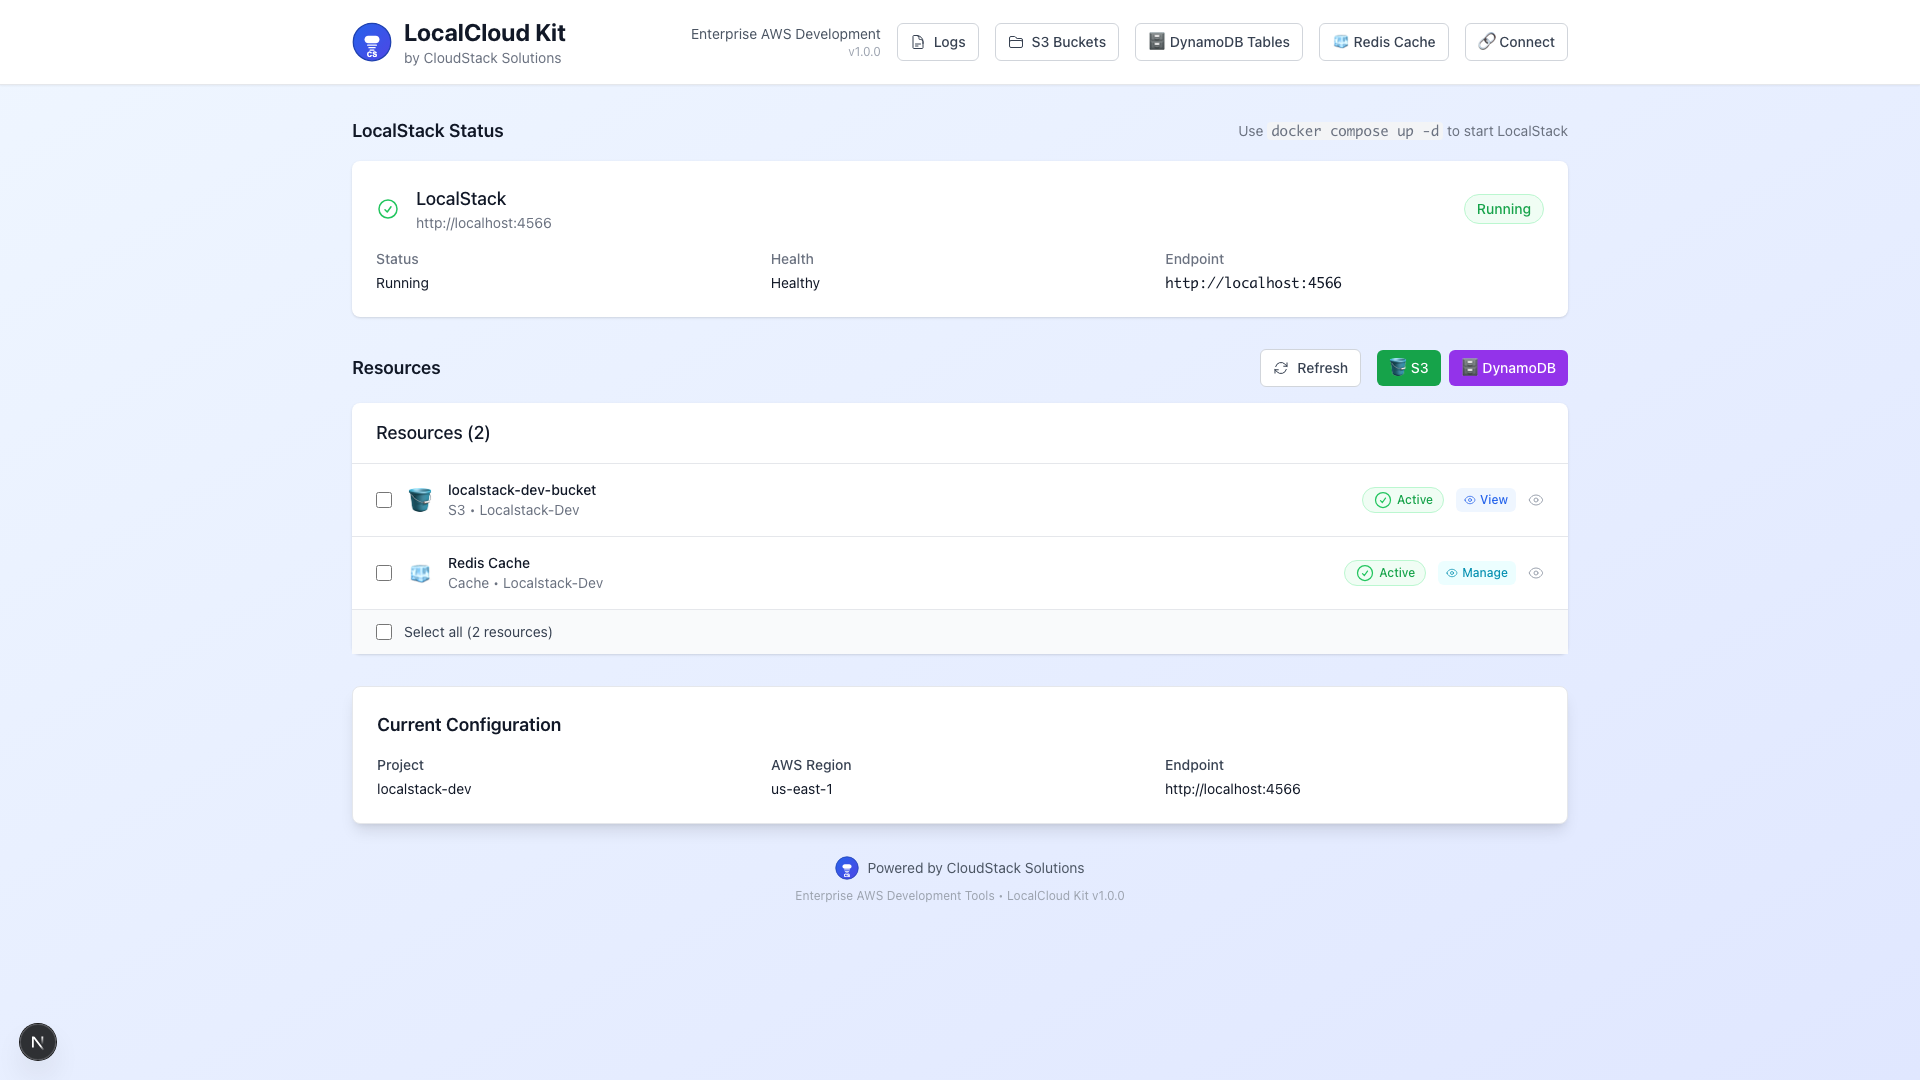 LocalCloud Kit
by CloudStack Solutions
Enterprise AWS Development
v1.0.0
Logs
S3 Buckets
DynamoDB Tables
Redis Cache
Connect
LocalStack Status
Use docker compose up -d to start LocalStack
LocalStack
http://localhost:4566
Running
Status
Running
Health
Healthy
Endpoint
http://localhost:4566
Resources
Refresh
S3
DynamoDB
Resources (2)
localstack-dev-bucket
S3 • Localstack-Dev
Active
View
Redis Cache
Cache • Localstack-Dev
Active
Manage
Select all (2 resources)
Current Configuration
Project
localstack-dev
AWS Region
us-east-1
Endpoint
http://localhost:4566
CS
Powered by CloudStack Solutions
Enterprise AWS Development Tools • LocalCloud Kit v1.0.0
N